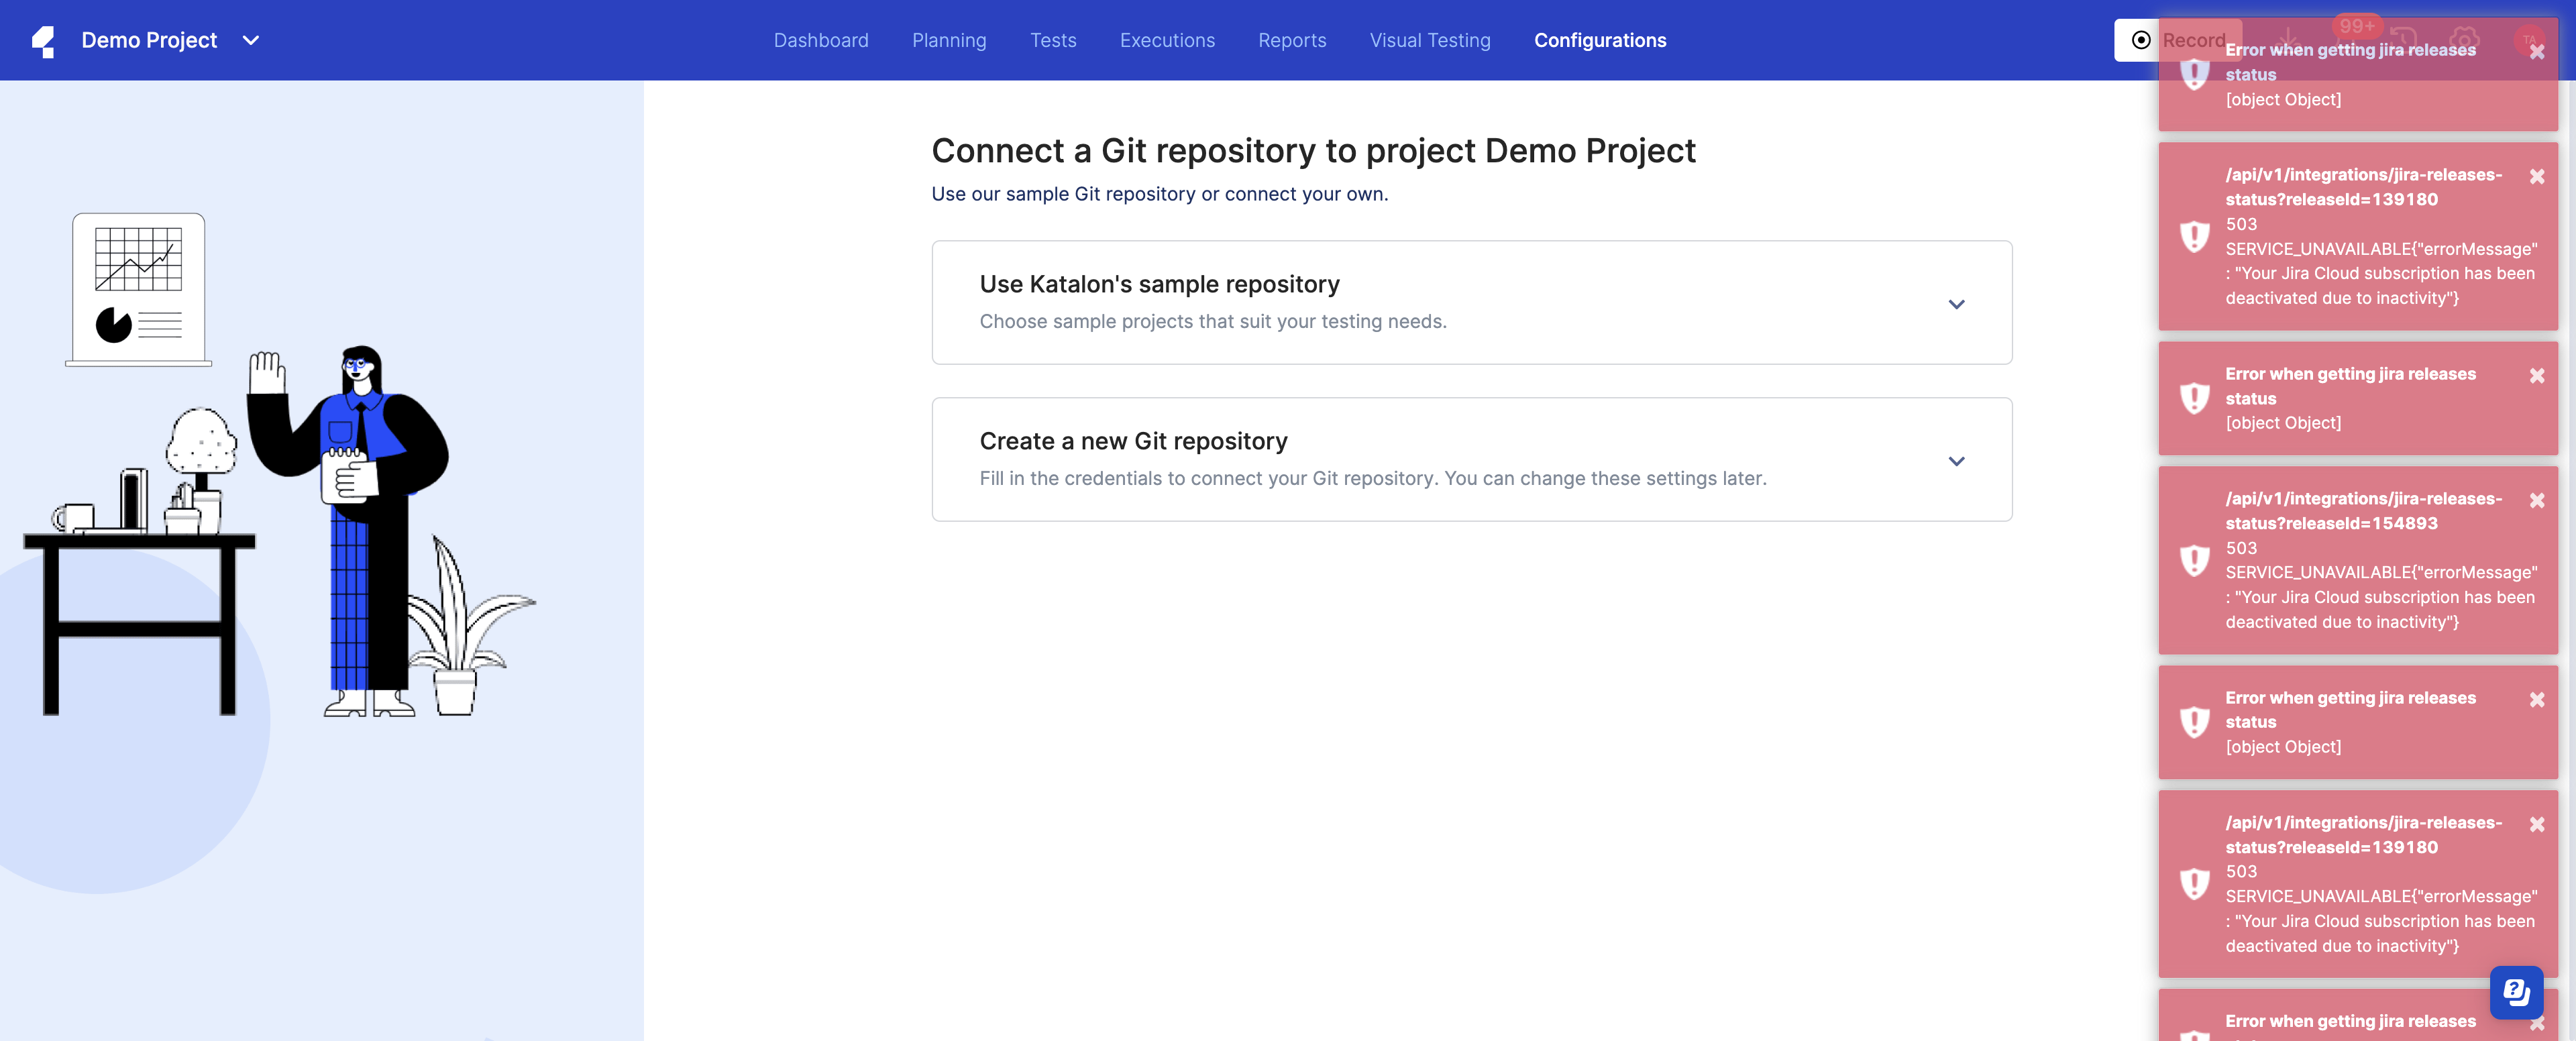 Demo Project
Dashboard
Planning
Tests
Executions
Reports
Visual Testing
Configurations
Record
99+
TA
Connect a Git repository to project Demo Project
Use our sample Git repository or connect your own.
Use Katalon's sample repository
Choose sample projects that suit your testing needs.
Create a new Git repository
Fill in the credentials to connect your Git repository. You can change these settings later.
Error when getting jira releases
status
[object Object]
/api/v1/integrations/jira-releases-
status?releaseId=139180
503
SERVICE_UNAVAILABLE{"errorMessage"
: "Your Jira Cloud subscription has been
deactivated due to inactivity"}
Error when getting jira releases
status
[object Object]
/api/v1/integrations/jira-releases-
status?releaseId=154893
503
SERVICE_UNAVAILABLE{"errorMessage"
: "Your Jira Cloud subscription has been
deactivated due to inactivity"}
Error when getting jira releases
status
[object Object]
/api/v1/integrations/jira-releases-
status?releaseId=139180
503
SERVICE_UNAVAILABLE{"errorMessage"
: "Your Jira Cloud subscription has been
deactivated due to inactivity"}
Error when getting jira releases